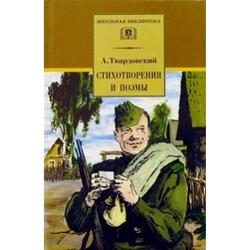 ШКОЛЬНАЯ БИБЛИОТЕКА
А.Твардовский
СТИХОТВОРЕНИЯ
И ПОЭМЫ